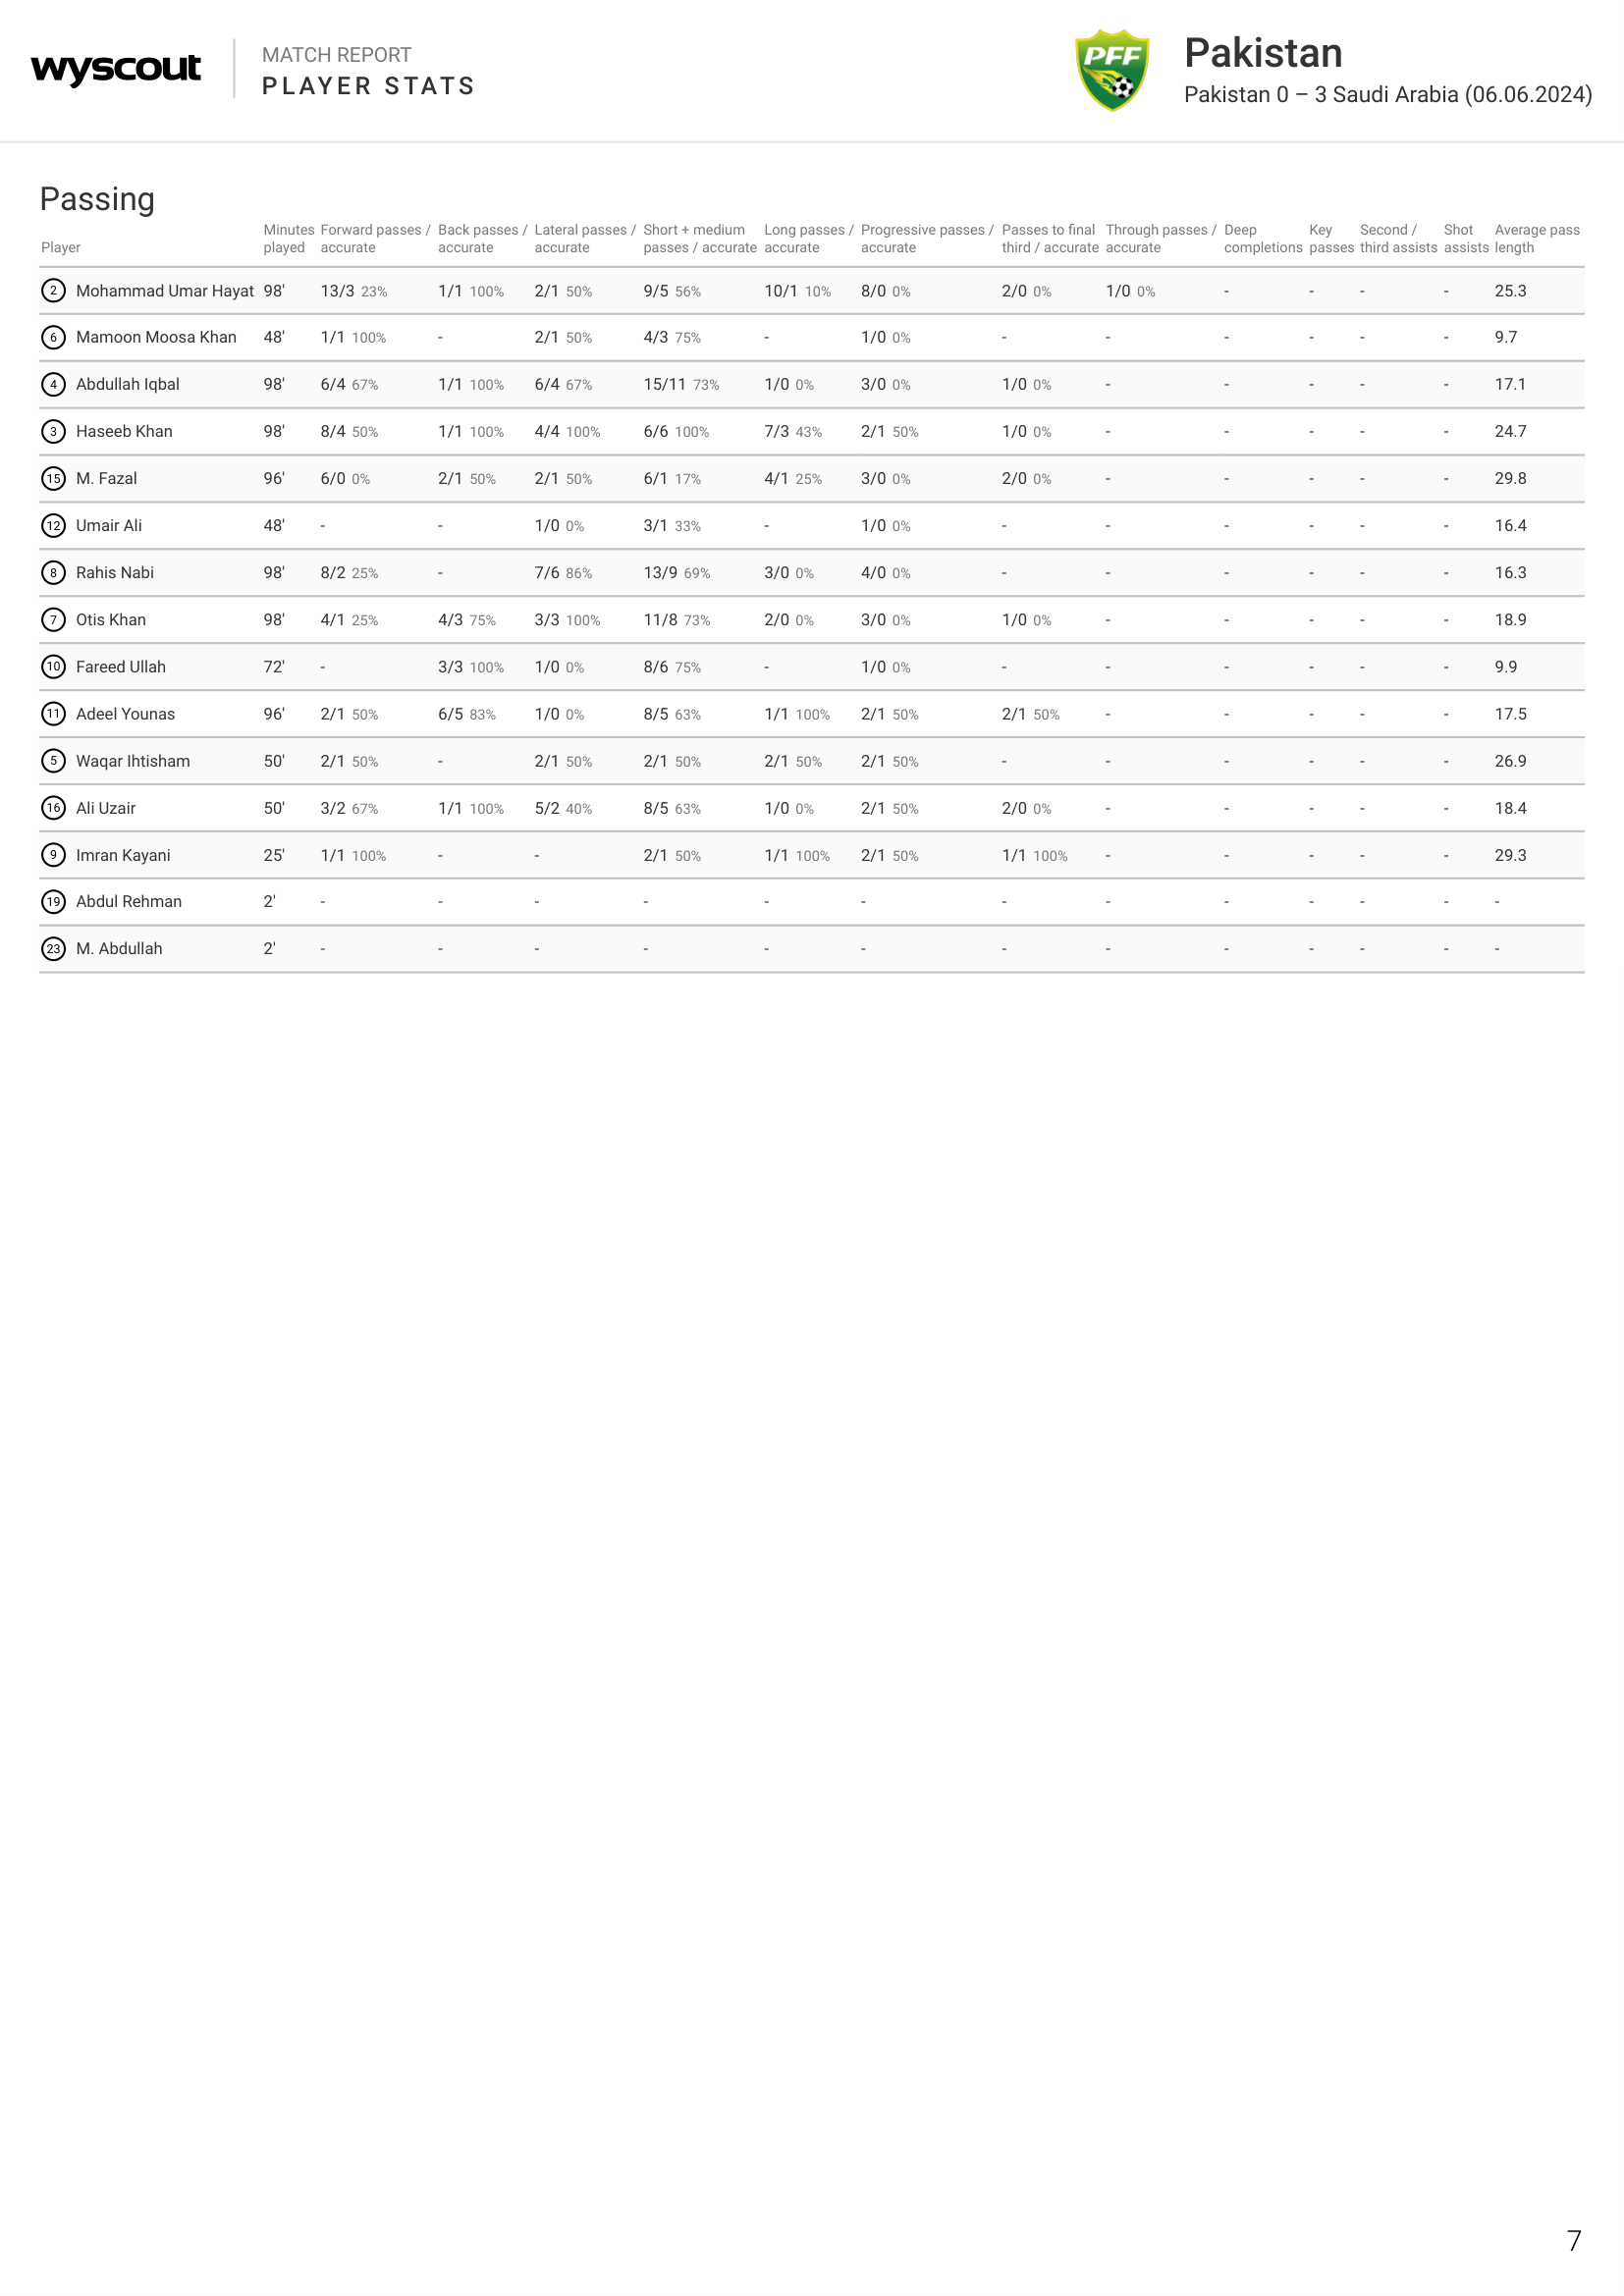 wyscout
MATCH REPORT
PLAYER STATS
PFF
Pakistan
Pakistan 0 – 3 Saudi Arabia (06.06.2024)
Passing
Player Minutes played Forward passes / accurate Back passes / accurate Lateral passes / accurate Short + medium passes / accurate Long passes / accurate Progressive passes / accurate Passes to final third / accurate Through passes / accurate Deep completions Key passes Second / third assists Shot assists Average pass length
2 Mohammad Umar Hayat 98' 13/3 23% 1/1 100% 2/1 50% 9/5 56% 10/1 10% 8/0 0% 2/0 0% 1/0 0% - - - - 25.3
6 Mamoon Moosa Khan 48' 1/1 100% - 2/1 50% 4/3 75% - 1/0 0% - - - - - - 9.7
4 Abdullah Iqbal 98' 6/4 67% 1/1 100% 6/4 67% 15/11 73% 1/0 0% 3/0 0% 1/0 0% - - - - - 17.1
3 Haseeb Khan 98' 8/4 50% 1/1 100% 4/4 100% 6/6 100% 7/3 43% 2/1 50% 1/0 0% - - - - - 24.7
15 M. Fazal 96' 6/0 0% 2/1 50% 2/1 50% 6/1 17% 4/1 25% 3/0 0% 2/0 0% - - - - - 29.8
12 Umair Ali 48' - - 1/0 0% 3/1 33% - 1/0 0% - - - - - - 16.4
8 Rahis Nabi 98' 8/2 25% - 7/6 86% 13/9 69% 3/0 0% 4/0 0% - - - - - - 16.3
7 Otis Khan 98' 4/1 25% 4/3 75% 3/3 100% 11/8 73% 2/0 0% 3/0 0% 1/0 0% - - - - - 18.9
10 Fareed Ullah 72' - 3/3 100% 1/0 0% 8/6 75% - 1/0 0% - - - - - - 9.9
11 Adeel Younas 96' 2/1 50% 6/5 83% 1/0 0% 8/5 63% 1/1 100% 2/1 50% 2/1 50% - - - - - 17.5
5 Waqar Ihtisham 50' 2/1 50% - 2/1 50% 2/1 50% 2/1 50% 2/1 50% - - - - - - 26.9
16 Ali Uzair 50' 3/2 67% 1/1 100% 5/2 40% 8/5 63% 1/0 0% 2/1 50% 2/0 0% - - - - - 18.4
9 Imran Kayani 25' 1/1 100% - - 2/1 50% 1/1 100% 2/1 50% 1/1 100% - - - - - 29.3
19 Abdul Rehman 2' - - - - - - - - - - - - -
23 M. Abdullah 2' - - - - - - - - - - - - -
7